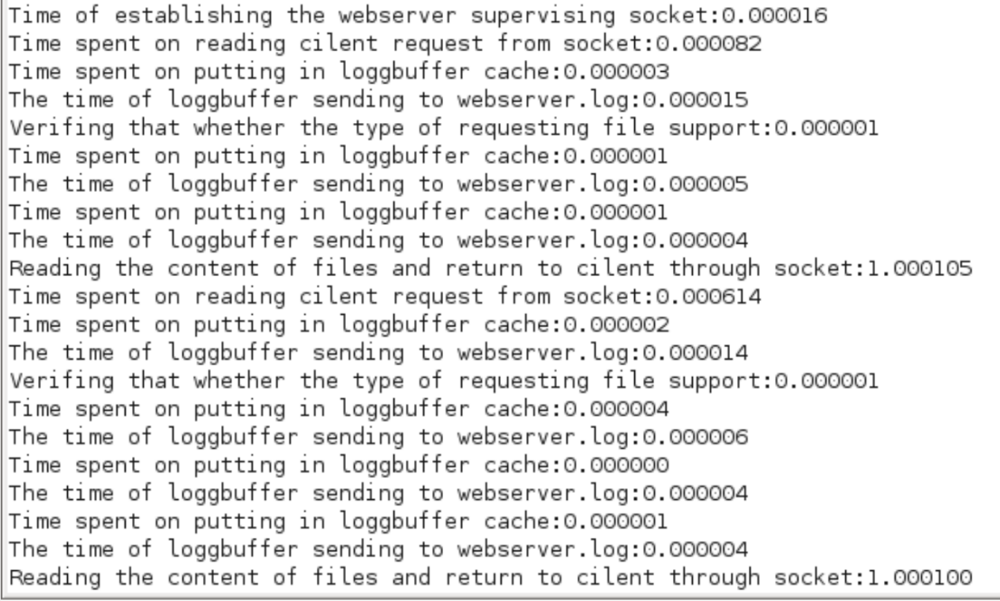 Time of establishing the webserver supervising socket:0.000016
Time spent on reading cilent request from socket:0.000082
Time spent on putting in loggbuffer cache:0.000003
The time of loggbuffer sending to webserver.log:0.000015
Verifing that whether the type of requesting file support:0.000001
Time spent on putting in loggbuffer cache:0.000001
The time of loggbuffer sending to webserver.log:0.000005
Time spent on putting in loggbuffer cache:0.000001
The time of loggbuffer sending to webserver.log:0.000004
Reading the content of files and return to cilent through socket:1.000105
Time spent on reading cilent request from socket:0.000614
Time spent on putting in loggbuffer cache:0.000002
The time of loggbuffer sending to webserver.log:0.000014
Verifing that whether the type of requesting file support:0.000001
Time spent on putting in loggbuffer cache:0.000004
The time of loggbuffer sending to webserver.log:0.000006
Time spent on putting in loggbuffer cache:0.000000
The time of loggbuffer sending to webserver.log:0.000004
Time spent on putting in loggbuffer cache:0.000001
The time of loggbuffer sending to webserver.log:0.000004
Reading the content of files and return to cilent through socket:1.000100